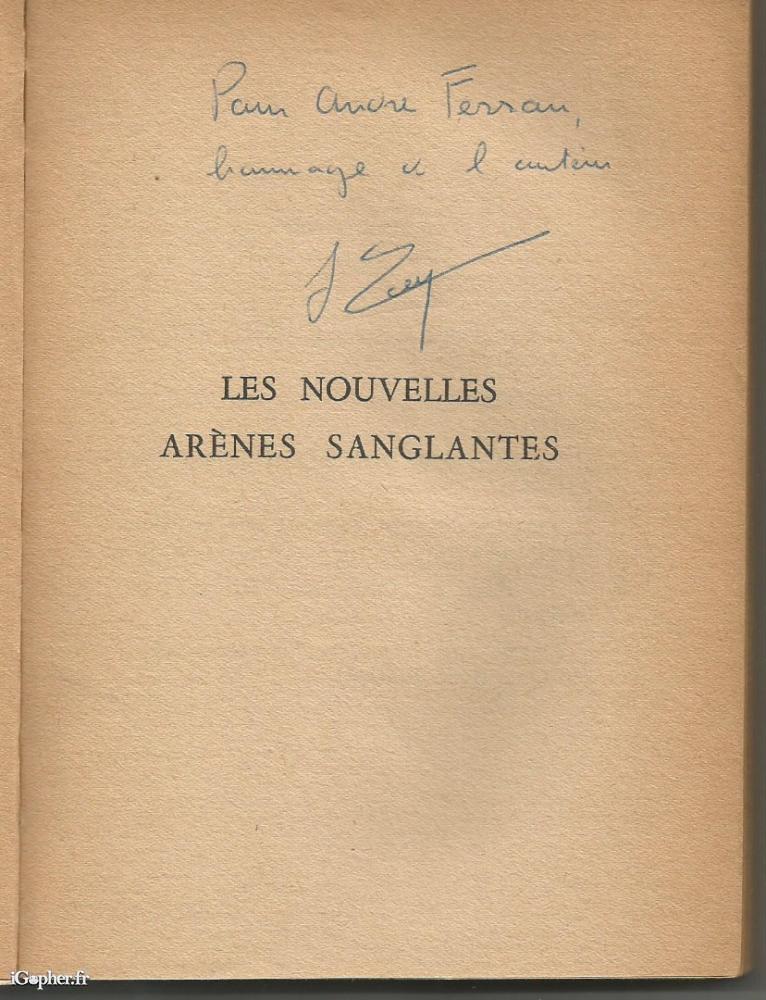 Pour André Ferran,
hommage de l'auteur
LES NOUVELLES
ARÈNES SANGLANTES
iGopher.fr